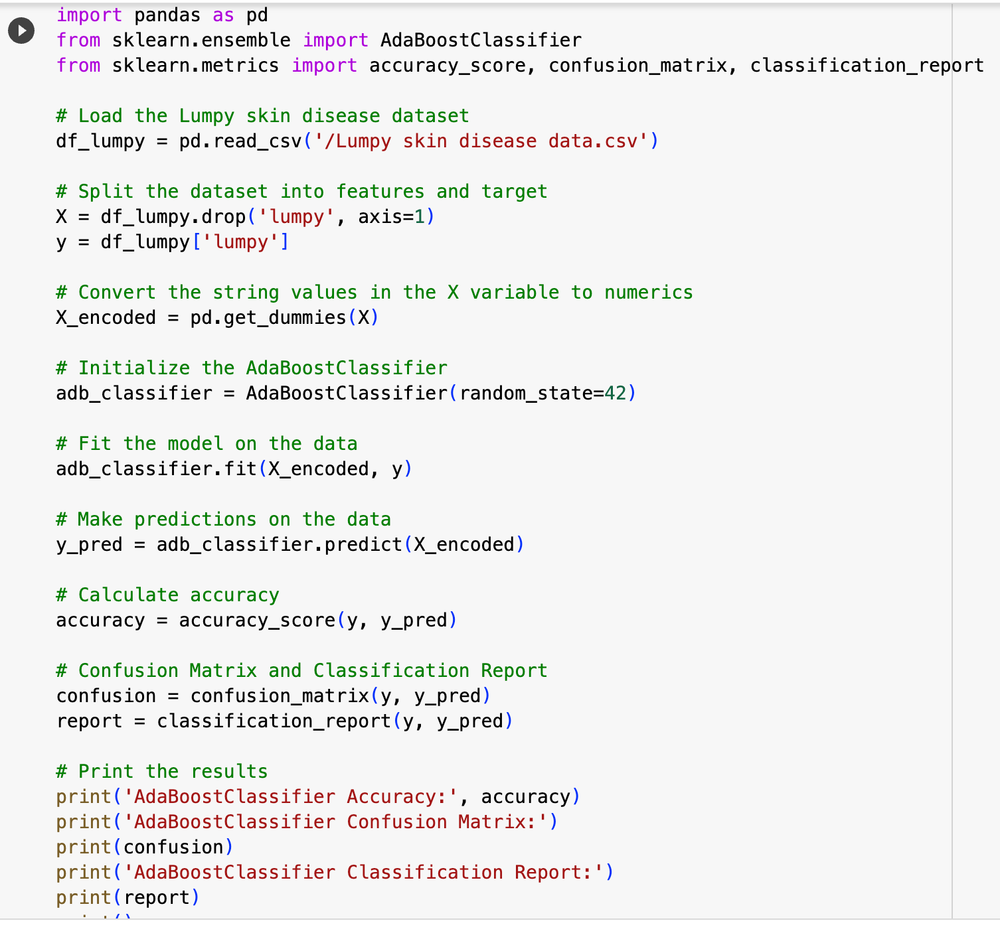 import pandas as pd
from sklearn.ensemble import AdaBoostClassifier
from sklearn.metrics import accuracy_score, confusion_matrix, classification_report
# Load the Lumpy skin disease dataset
df_lumpy = pd.read_csv('/Lumpy skin disease data.csv')
# Split the dataset into features and target
X = df_lumpy.drop('lumpy', axis=1)
y = df_lumpy['lumpy']
# Convert the string values in the X variable to numerics
X_encoded = pd.get_dummies(X)
# Initialize the AdaBoostClassifier
adb_classifier = AdaBoostClassifier(random_state=42)
# Fit the model on the data
adb_classifier.fit(X_encoded, y)
# Make predictions on the data
y_pred = adb_classifier.predict(X_encoded)
# Calculate accuracy
accuracy = accuracy_score(y, y_pred)
# Confusion Matrix and Classification Report
confusion = confusion_matrix(y, y_pred)
report = classification_report(y, y_pred)
# Print the results
print('AdaBoostClassifier Accuracy:', accuracy)
print('AdaBoostClassifier Confusion Matrix:')
print(confusion)
print('AdaBoostClassifier Classification Report:')
print(report)